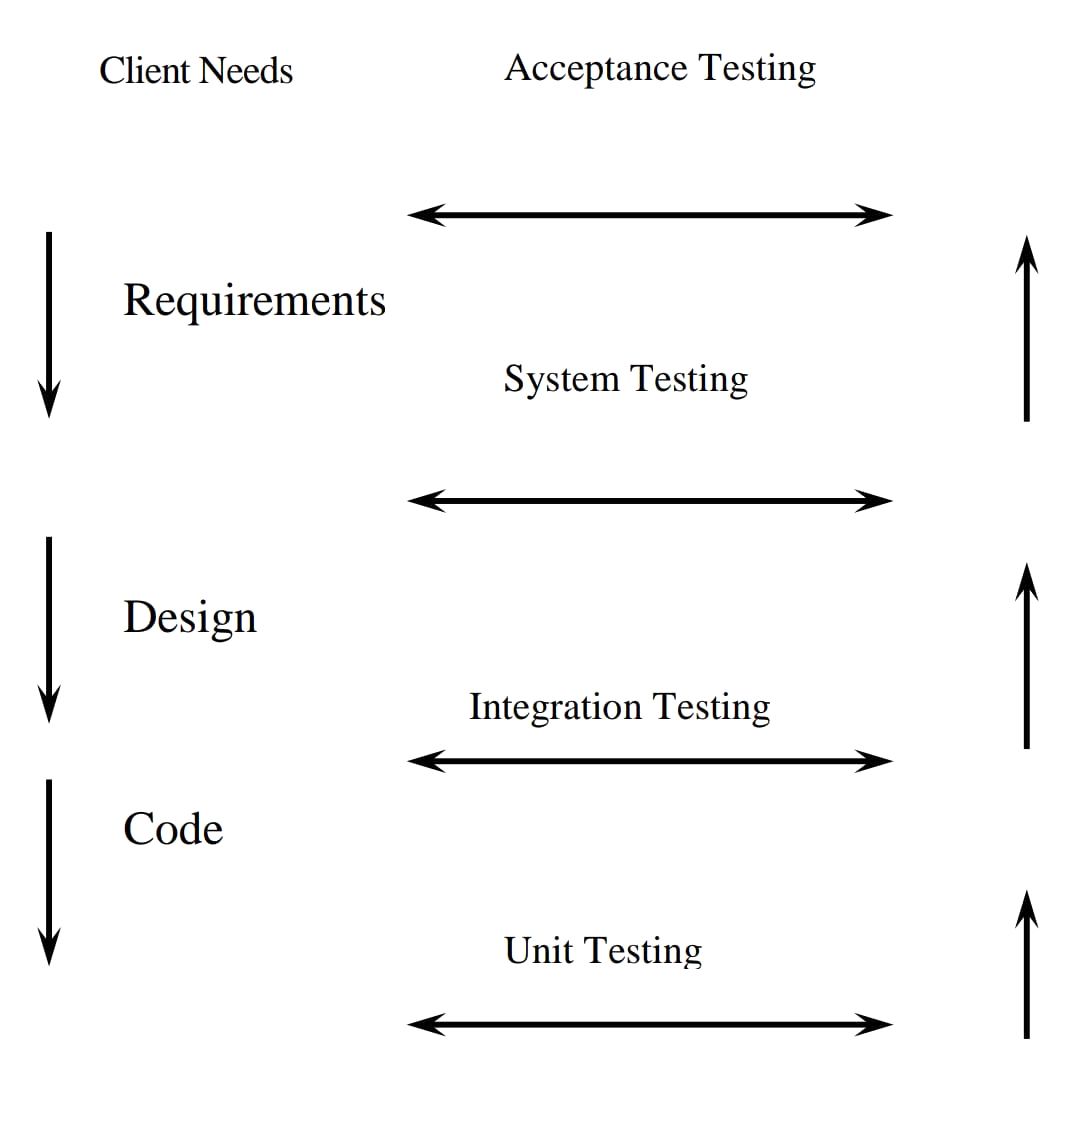 Client Needs
Acceptance Testing
Requirements
System Testing
Design
Integration Testing
Code
Unit Testing